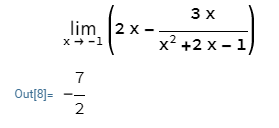 lim x → -1 (2 x - 3 x / (x² + 2 x - 1))
Out[8]= - 7/2